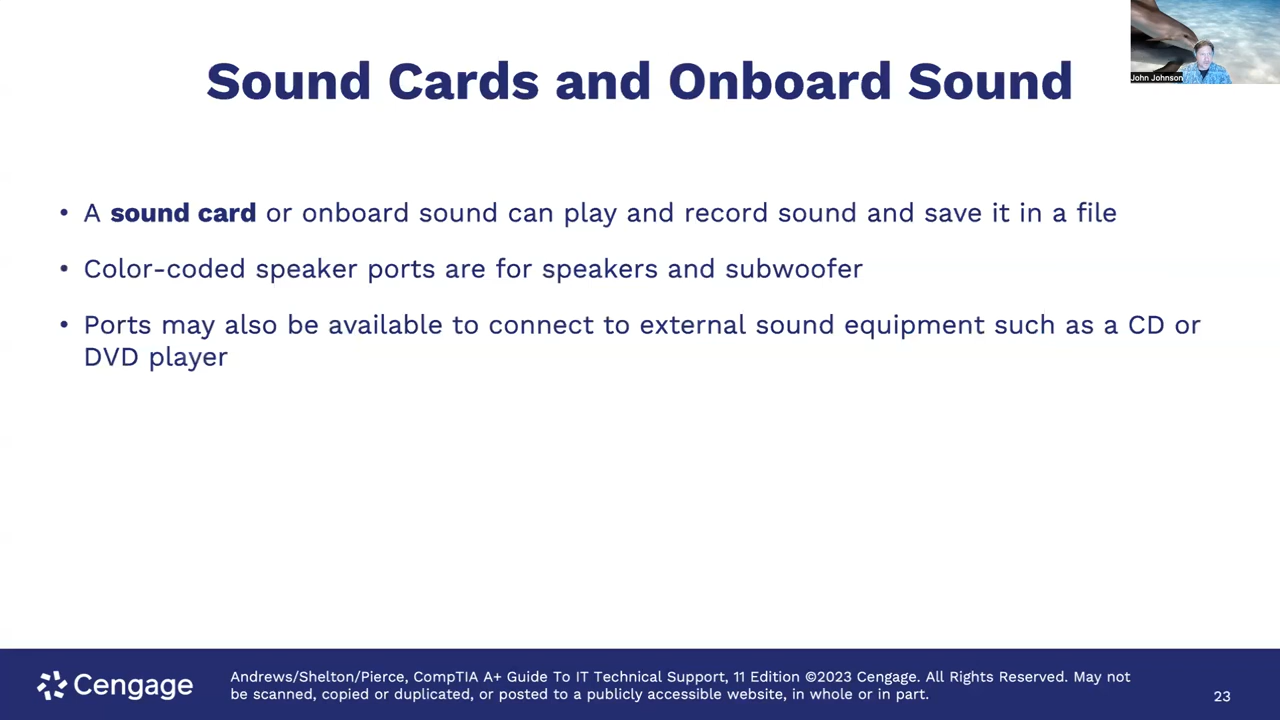 Sound Cards and Onboard Sound
John Johnson
• A sound card or onboard sound can play and record sound and save it in a file
• Color-coded speaker ports are for speakers and subwoofer
• Ports may also be available to connect to external sound equipment such as a CD or
DVD player
Cengage
Andrews/Shelton/Pierce, CompTIA A+ Guide To IT Technical Support, 11 Edition ©2023 Cengage. All Rights Reserved. May not
be scanned, copied or duplicated, or posted to a publicly accessible website, in whole or in part.
23